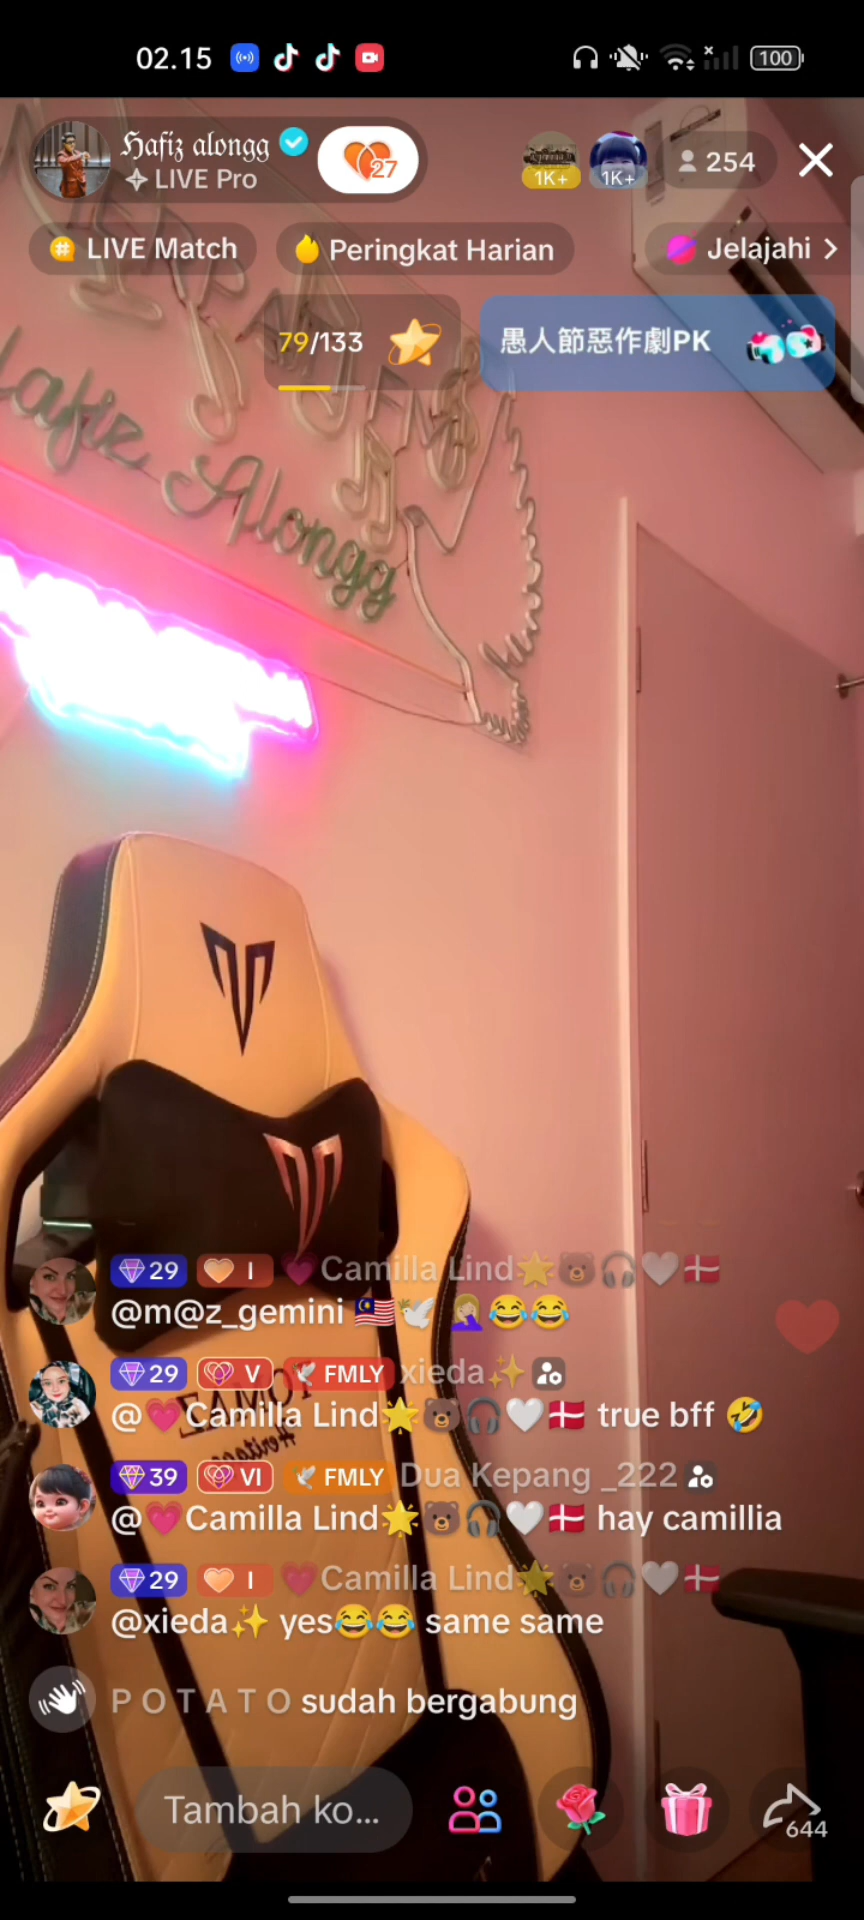 02.15
100
Hafiz alongg
LIVE Pro
27
1K+
1K+
254
LIVE Match
Peringkat Harian
Jelajahi
79/133
愚人節惡作劇PK
Hafiz Alongg
29 I Camilla Lind🌟🐻🎧🤍🇩🇰
@m@z_gemini 🇲🇾🕊️ 🤦🏼‍♀️😂😂
29 V FMLY xieda✨
@💗Camilla Lind🌟🐻🎧🤍🇩🇰 true bff 🤣
39 VI FMLY Dua Kepang _222
@💗Camilla Lind🌟🐻🎧🤍🇩🇰 hay camillia
29 I 💗Camilla Lind🌟🐻🎧🤍🇩🇰
@xieda✨ yes😂😂 same same
P O T A T O sudah bergabung
Tambah ko...
644